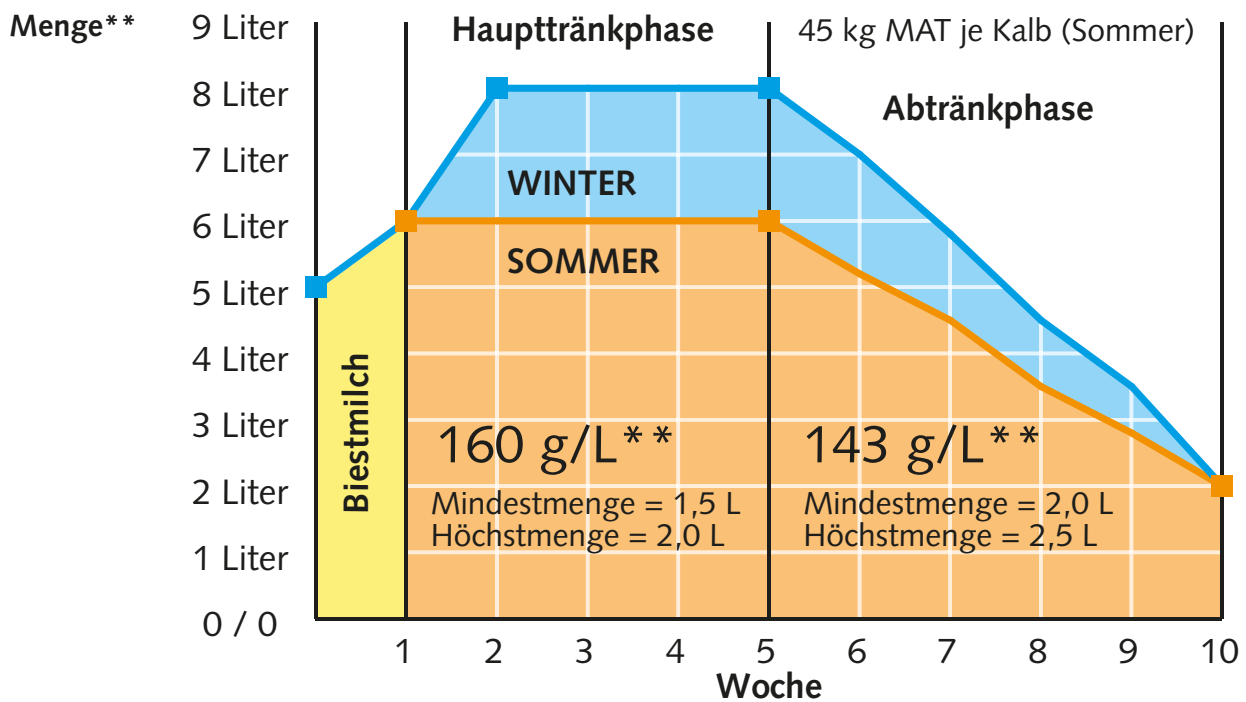 Menge**
9 Liter
8 Liter
7 Liter
6 Liter
5 Liter
4 Liter
3 Liter
2 Liter
1 Liter
0 / 0
Haupttränkphase
45 kg MAT je Kalb (Sommer)
Abtränkphase
WINTER
SOMMER
Biestmilch
160 g/L**
Mindestmenge = 1,5 L
Höchstmenge = 2,0 L
143 g/L**
Mindestmenge = 2,0 L
Höchstmenge = 2,5 L
1 2 3 4 5 6 7 8 9 10
Woche